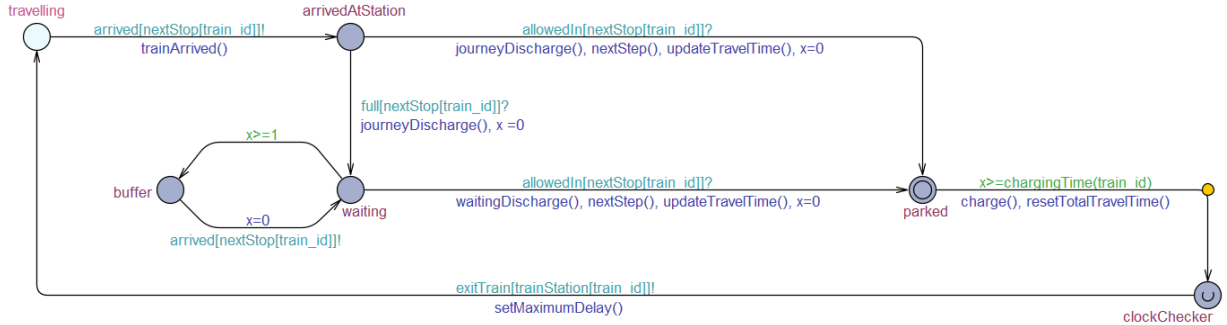 travelling
arrived[nextStop[train_id]]!
trainArrived()
arrivedAtStation
allowedIn[nextStop[train_id]]?
journeyDischarge(), nextStep(), updateTravelTime(), x=0
full[nextStop[train_id]]?
journeyDischarge(), x =0
x>=1
buffer
x=0
arrived[nextStop[train_id]]!
waiting
allowedIn[nextStop[train_id]]?
waitingDischarge(), nextStep(), updateTravelTime(), x=0
parked
x>=chargingTime(train_id)
charge(), resetTotalTravelTime()
exitTrain[trainStation[train_id]]!
setMaximumDelay()
clockChecker